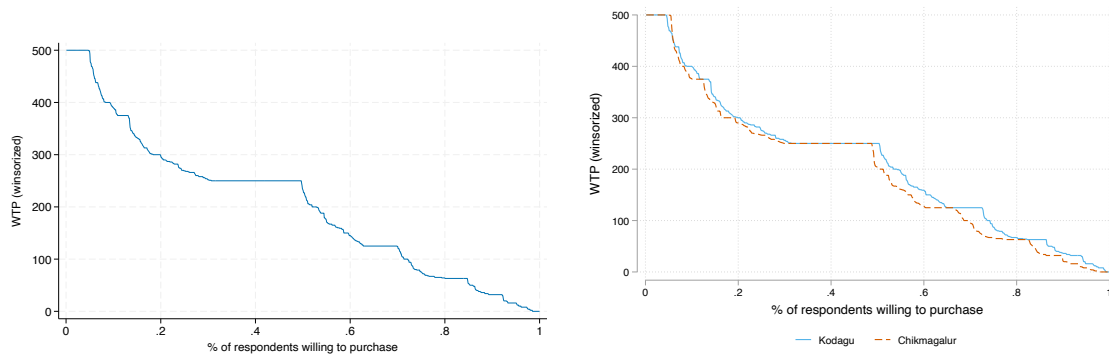 500
400
300
200
100
0
WTP (winsorized)
0 .2 .4 .6 .8 1
% of respondents willing to purchase
500
400
300
200
100
0
WTP (winsorized)
0 .2 .4 .6 .8 1
% of respondents willing to purchase
Kodagu Chikmagalur